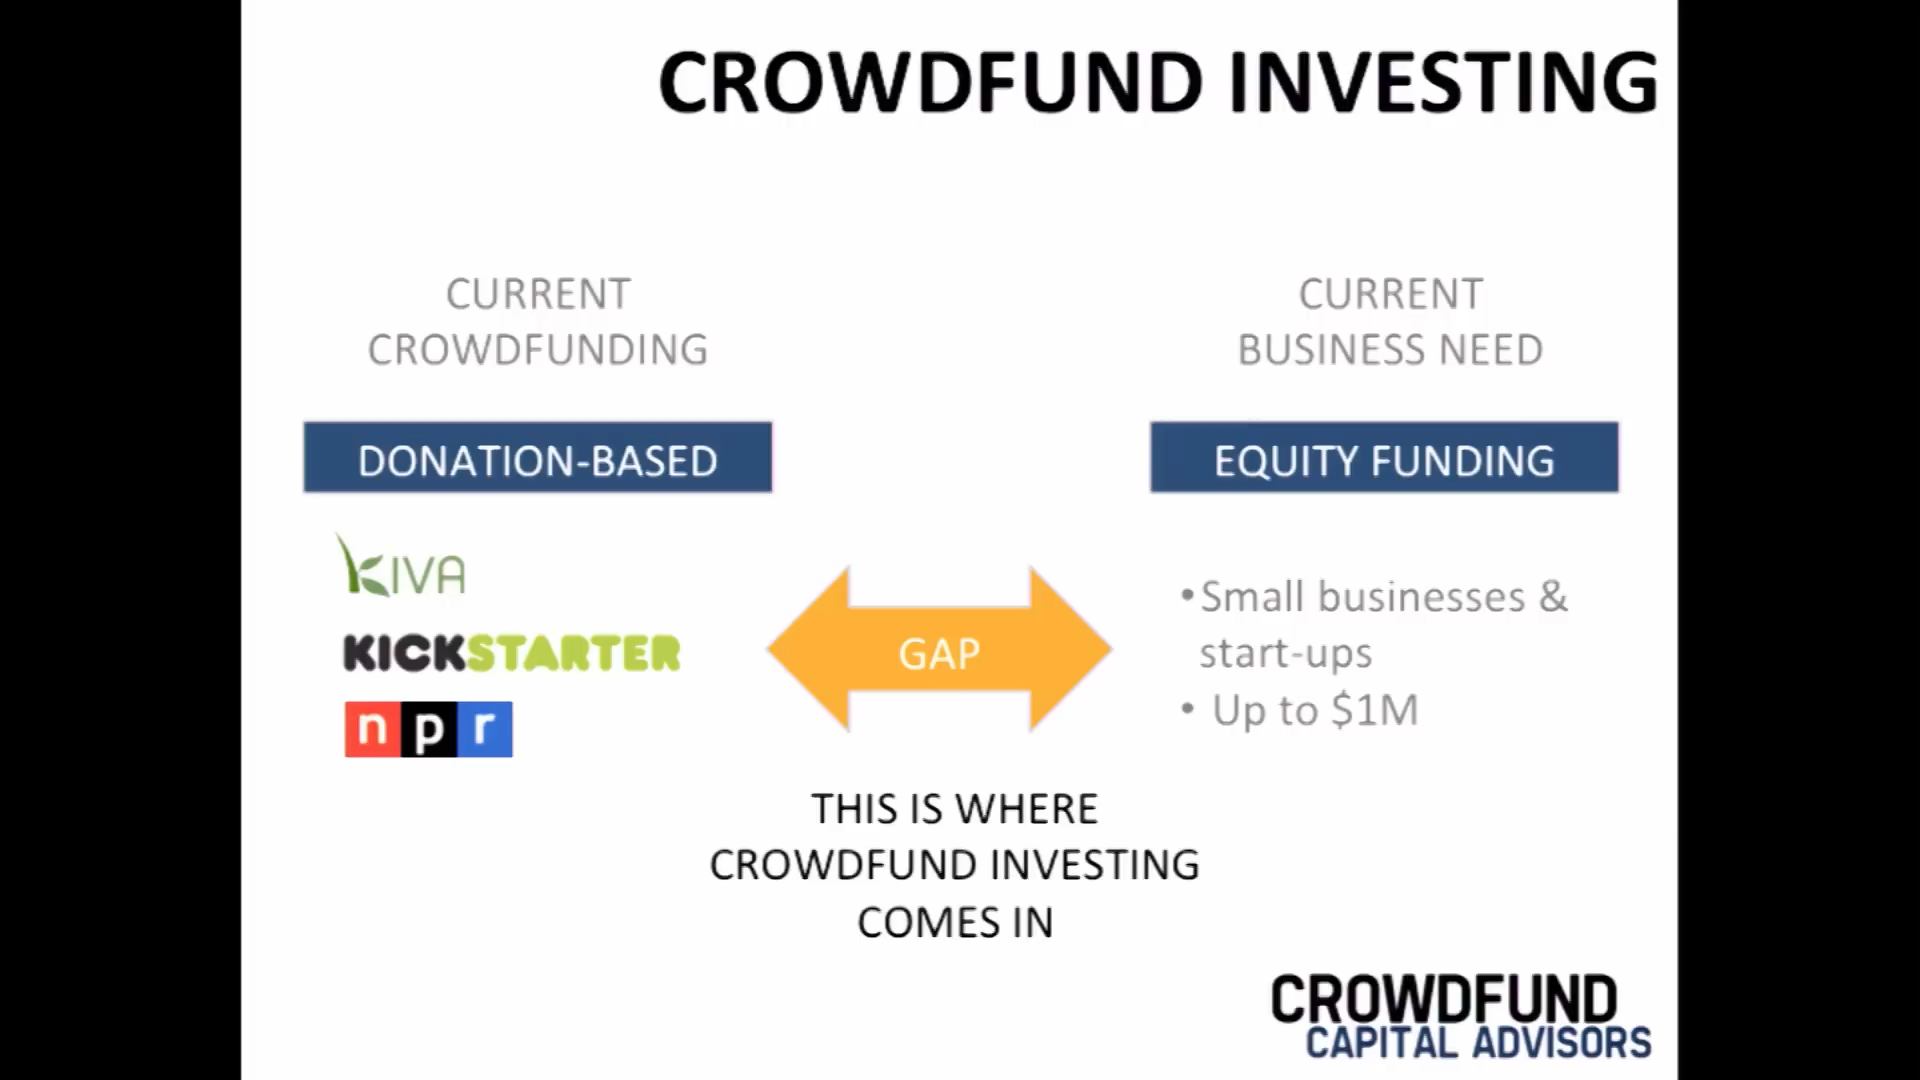 CROWDFUND INVESTING
CURRENT
CROWDFUNDING
DONATION-BASED
KIVA
KICKSTARTER
npr
GAP
CURRENT
BUSINESS NEED
EQUITY FUNDING
•Small businesses &
start-ups
• Up to $1M
THIS IS WHERE
CROWDFUND INVESTING
COMES IN
CROWDFUND
CAPITAL ADVISORS